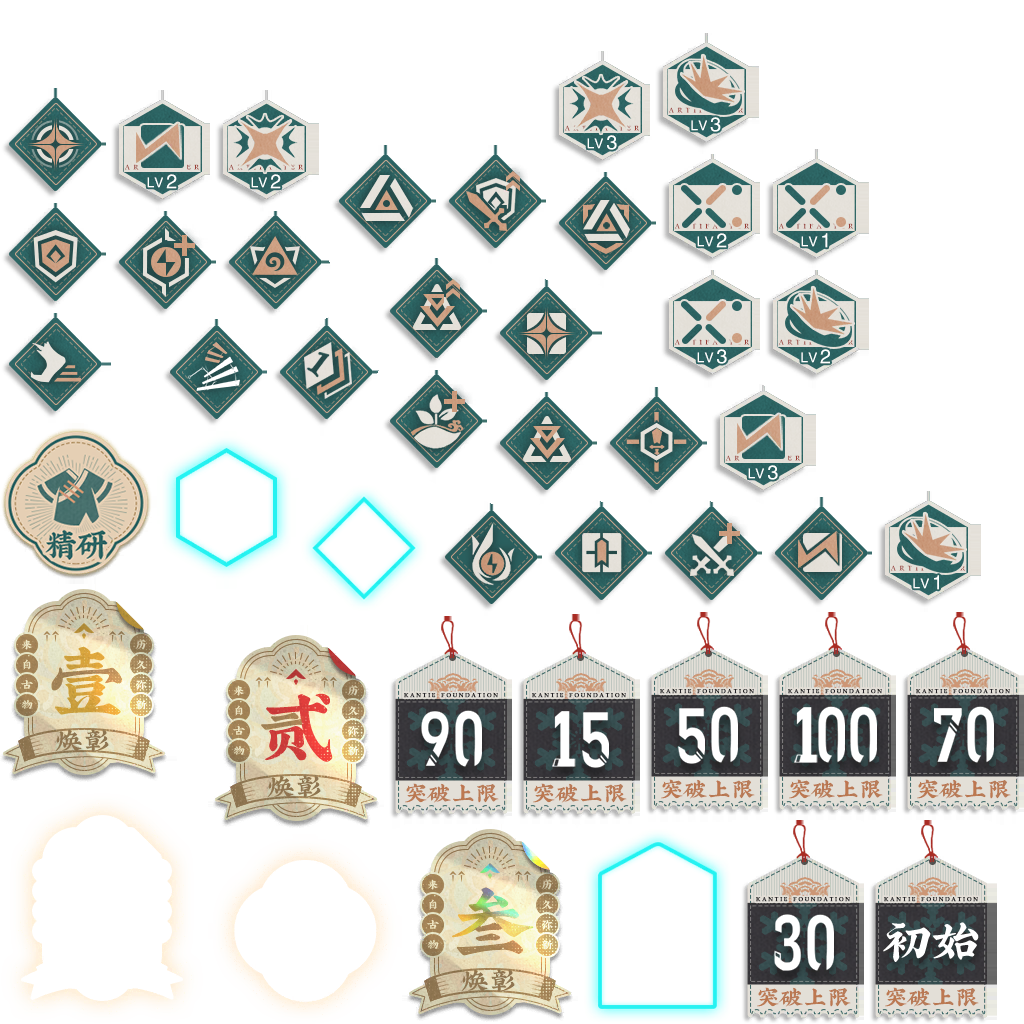 LV3
LV3
LV2
LV2
LV2
LV1
LV3
LV2
LV3
LV1
精研
来自古物
壹
历久弥新
焕彰
来自古物
贰
历久弥新
焕彰
KANTIE FOUNDATION
90
突破上限
KANTIE FOUNDATION
15
突破上限
KANTIE FOUNDATION
50
突破上限
KANTIE FOUNDATION
100
突破上限
KANTIE FOUNDATION
70
突破上限
来自古物
叁
历久弥新
焕彰
KANTIE FOUNDATION
30
突破上限
KANTIE FOUNDATION
初始
突破上限